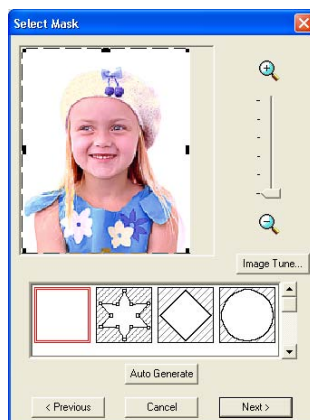 Select Mask
Image Tune...
Auto Generate
< Previous
Cancel
Next >